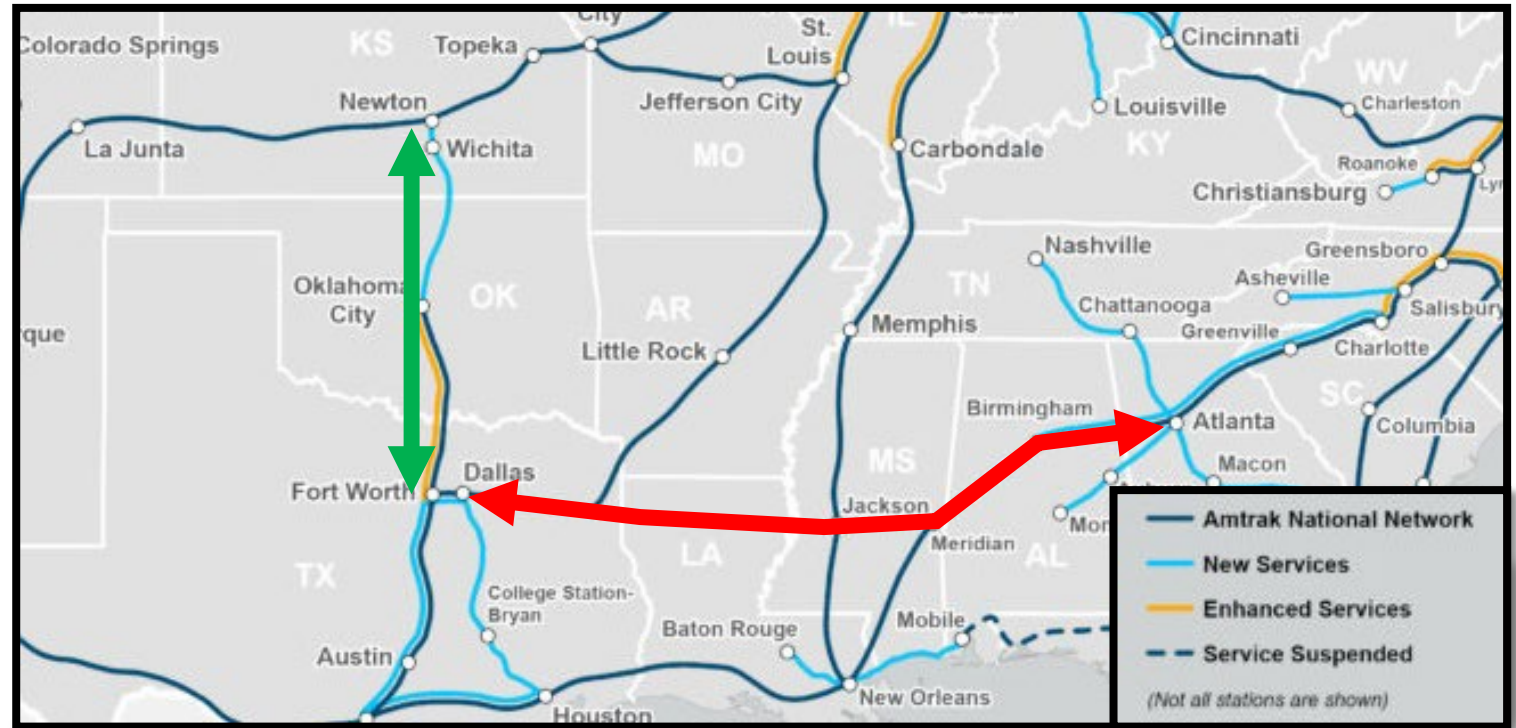 City
St.
Louis
IL
Cincinnati
Colorado Springs
KS
Topeka
WV
Newton
Jefferson City
Louisville
Charleston
La Junta
Wichita
MO
Carbondale
KY
Roanoke
Christiansburg
Nashville
Greensboro
Oklahoma
City
OK
AR
TN
Asheville
Chattanooga
Salisbury
que
Memphis
Greenville
Little Rock
Charlotte
SC
Birmingham
Atlanta
Columbia
Dallas
MS
Macon
Fort Worth
Jackson
Meridian
AL
LA
TX
College Station-
Bryan
Baton Rouge
Mobile
Austin
New Orleans
Houston
Amtrak National Network
New Services
Enhanced Services
Service Suspended
(Not all stations are shown)